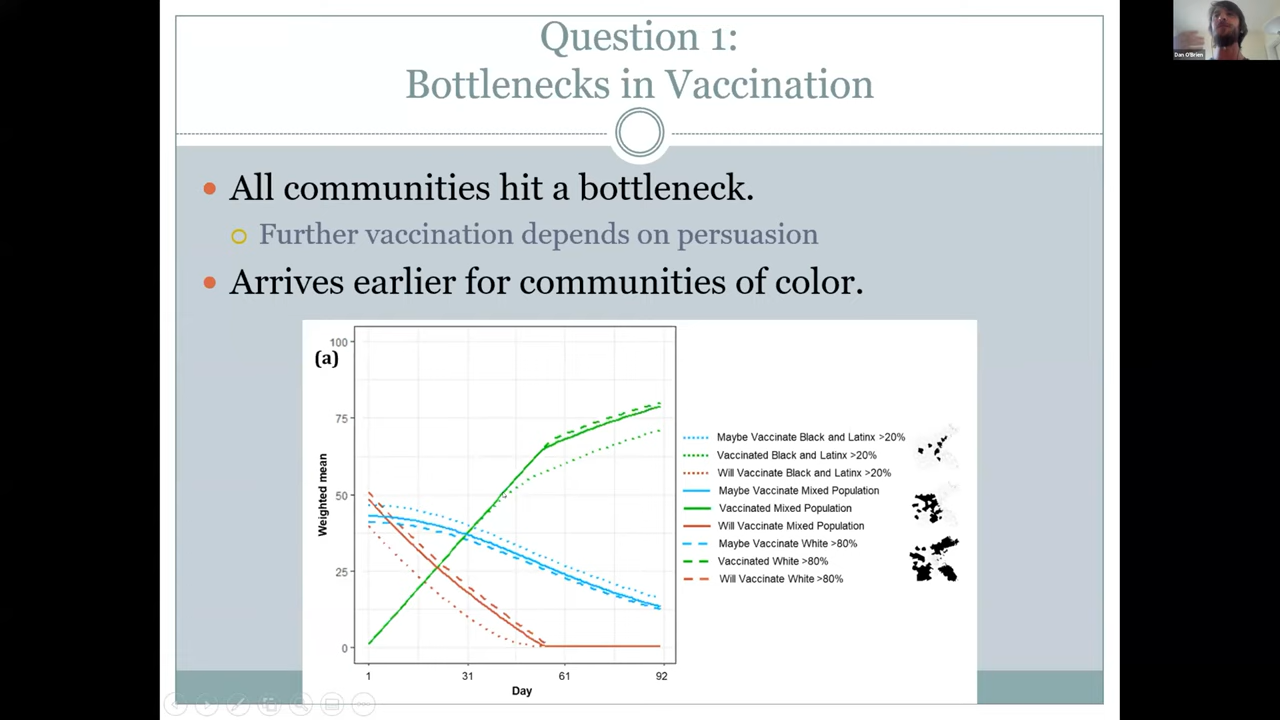 Question 1:
Bottlenecks in Vaccination
Dan O'Brien
All communities hit a bottleneck.
Further vaccination depends on persuasion
Arrives earlier for communities of color.
(a)
100
75
50
25
0
Weighted mean
1 31 61 92
Day
Maybe Vaccinate Black and Latinx >20%
Vaccinated Black and Latinx >20%
Will Vaccinate Black and Latinx >20%
Maybe Vaccinate Mixed Population
Vaccinated Mixed Population
Will Vaccinate Mixed Population
Maybe Vaccinate White >80%
Vaccinated White >80%
Will Vaccinate White >80%